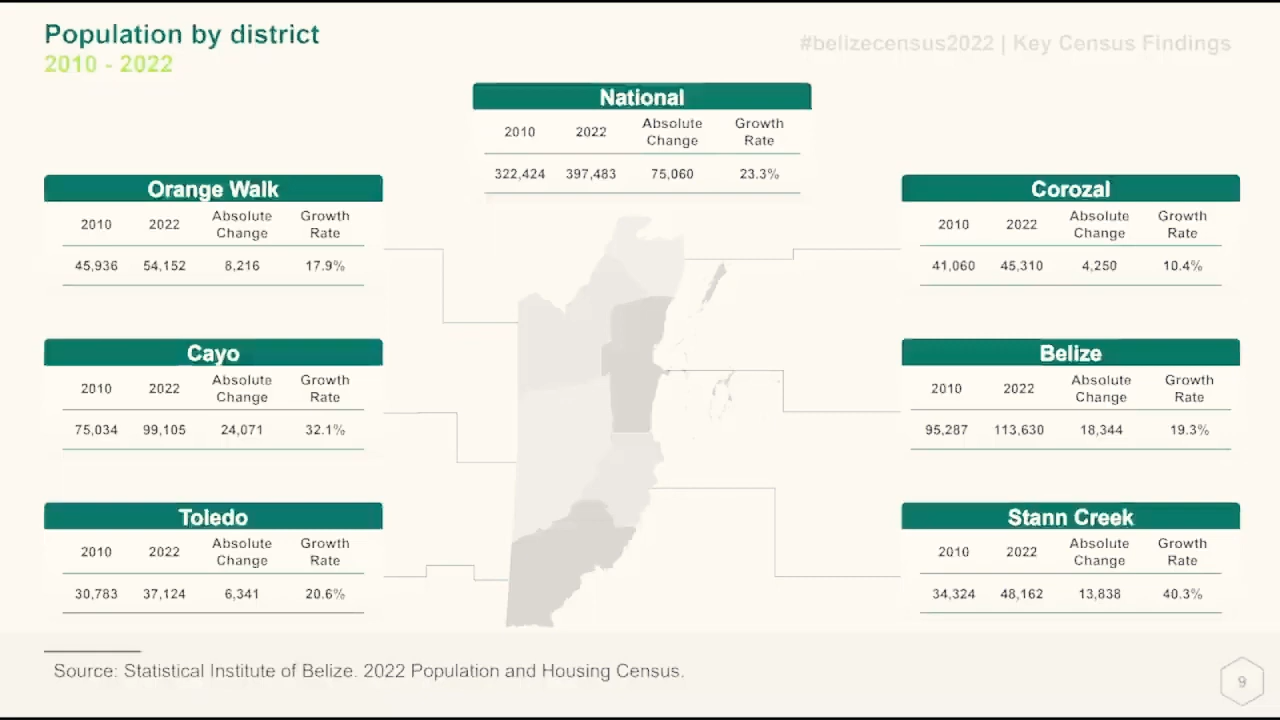 Population by district
2010 - 2022
#belizecensus2022 | Key Census Findings
National
2010 2022 Absolute Change Growth Rate
322,424 397,483 75,060 23.3%
Orange Walk
2010 2022 Absolute Change Growth Rate
45,936 54,152 8,216 17.9%
Corozal
2010 2022 Absolute Change Growth Rate
41,060 45,310 4,250 10.4%
Cayo
2010 2022 Absolute Change Growth Rate
75,034 99,105 24,071 32.1%
Belize
2010 2022 Absolute Change Growth Rate
95,287 113,630 18,344 19.3%
Toledo
2010 2022 Absolute Change Growth Rate
30,783 37,124 6,341 20.6%
Stann Creek
2010 2022 Absolute Change Growth Rate
34,324 48,162 13,838 40.3%
Source: Statistical Institute of Belize. 2022 Population and Housing Census.
9